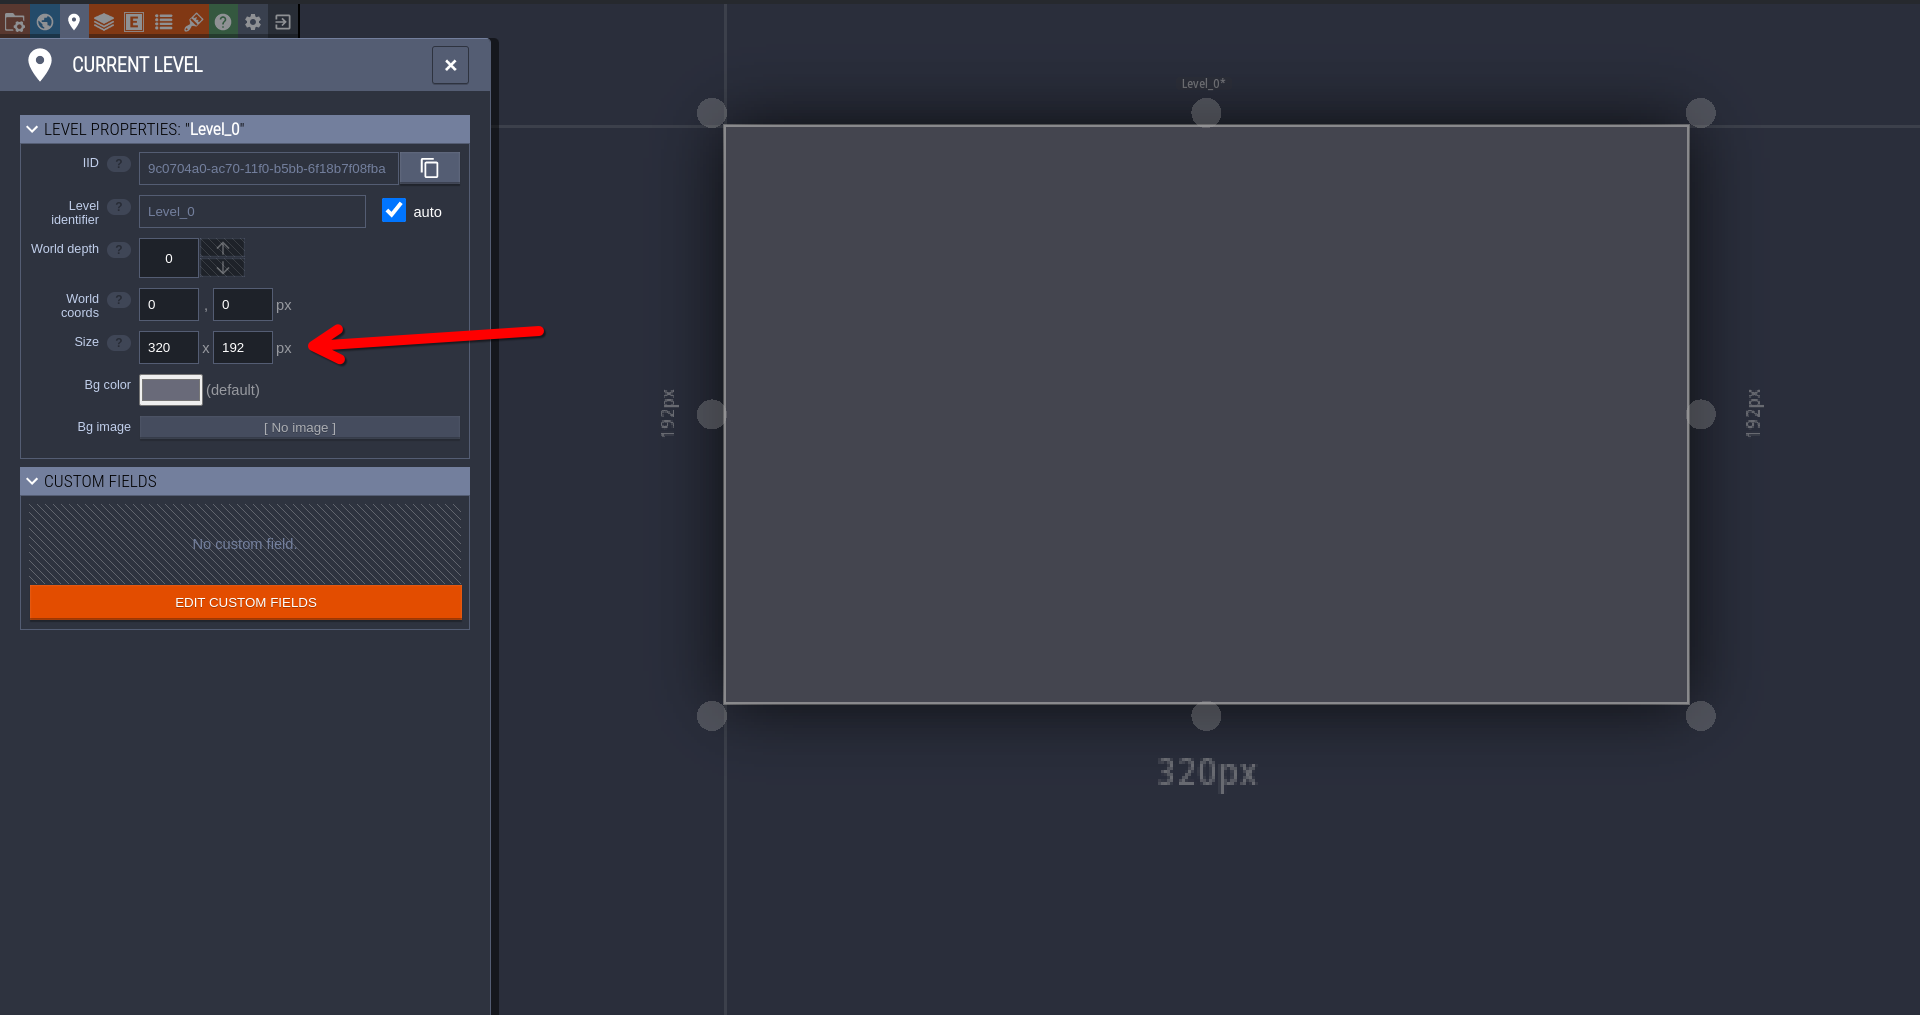 CURRENT LEVEL
LEVEL PROPERTIES: "Level_0"
IID ? 9c0704a0-ac70-11f0-b5bb-6f18b7f08fba
Level identifier ? Level_0 auto
World depth ? 0
World coords ? 0 , 0 px
Size ? 320 x 192 px
Bg color (default)
Bg image [ No image ]
CUSTOM FIELDS
No custom field.
EDIT CUSTOM FIELDS
Level_0*
192px
192px
320px